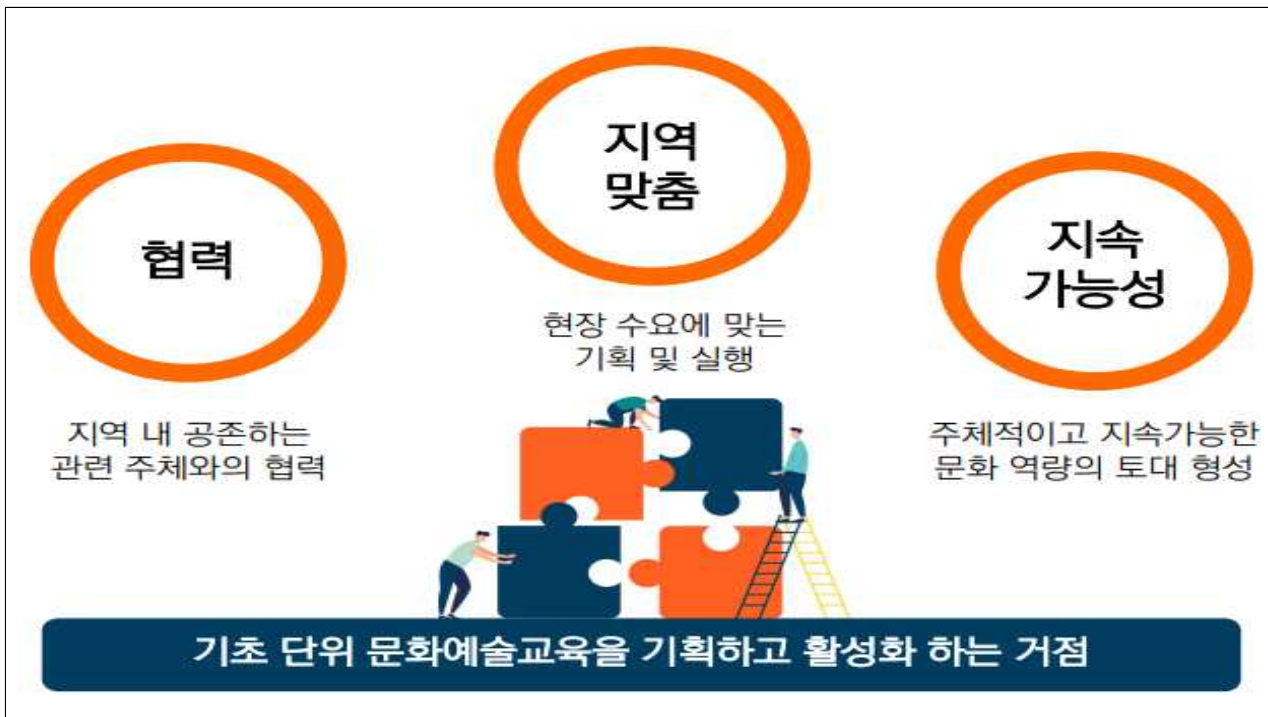 협력
지역 내 공존하는
관련 주체와의 협력
지역
맞춤
현장 수요에 맞는
기획 및 실행
지속
가능성
주체적이고 지속가능한
문화 역량의 토대 형성
기초 단위 문화예술교육을 기획하고 활성화 하는 거점